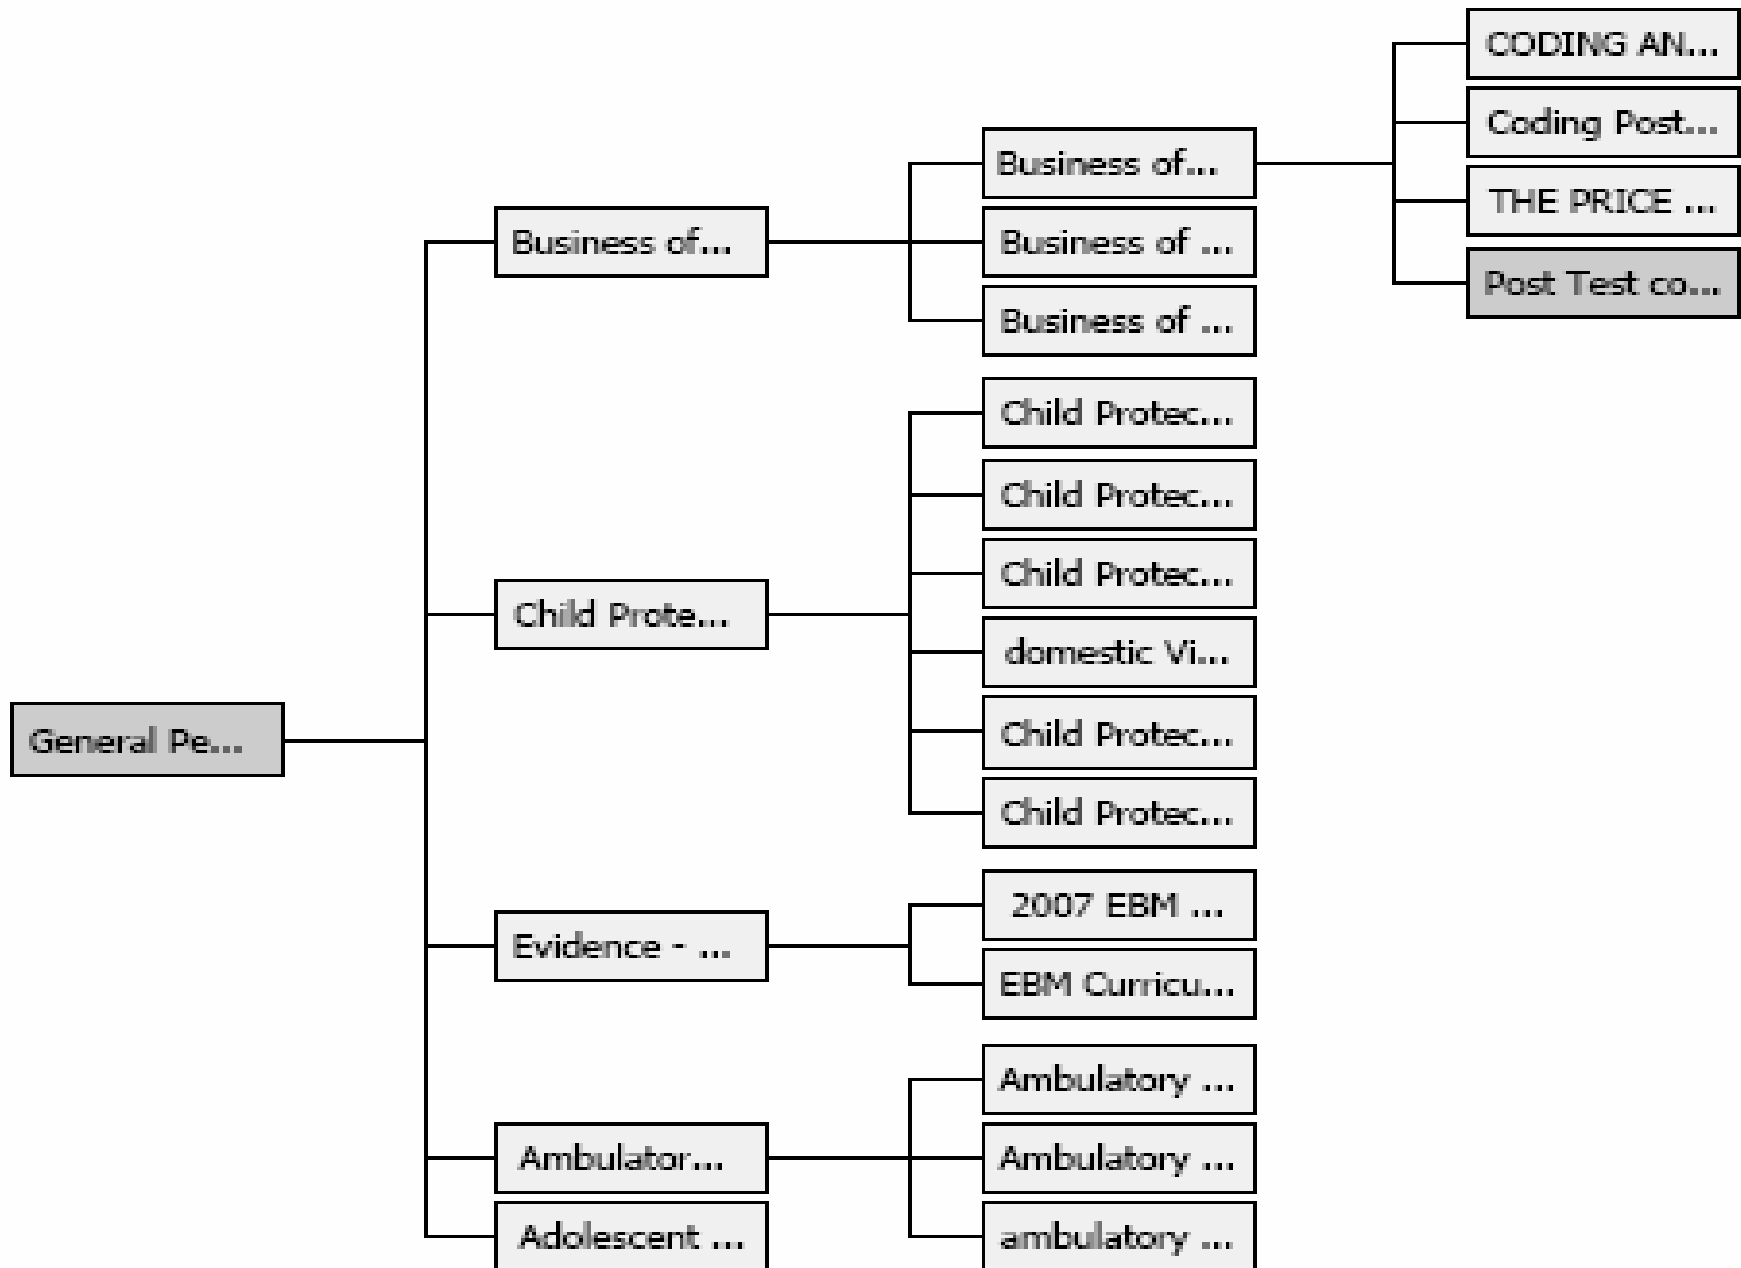 CODING AN...
Coding Post...
Business of...
THE PRICE ...
Business of...
Business of ...
Post Test co...
Business of ...
Child Protec...
Child Protec...
Child Protec...
Child Prote...
domestic Vi...
General Pe...
Child Protec...
Child Protec...
2007 EBM ...
Evidence - ...
EBM Curricu...
Ambulatory ...
Ambulator...
Ambulatory ...
Adolescent ...
ambulatory ...